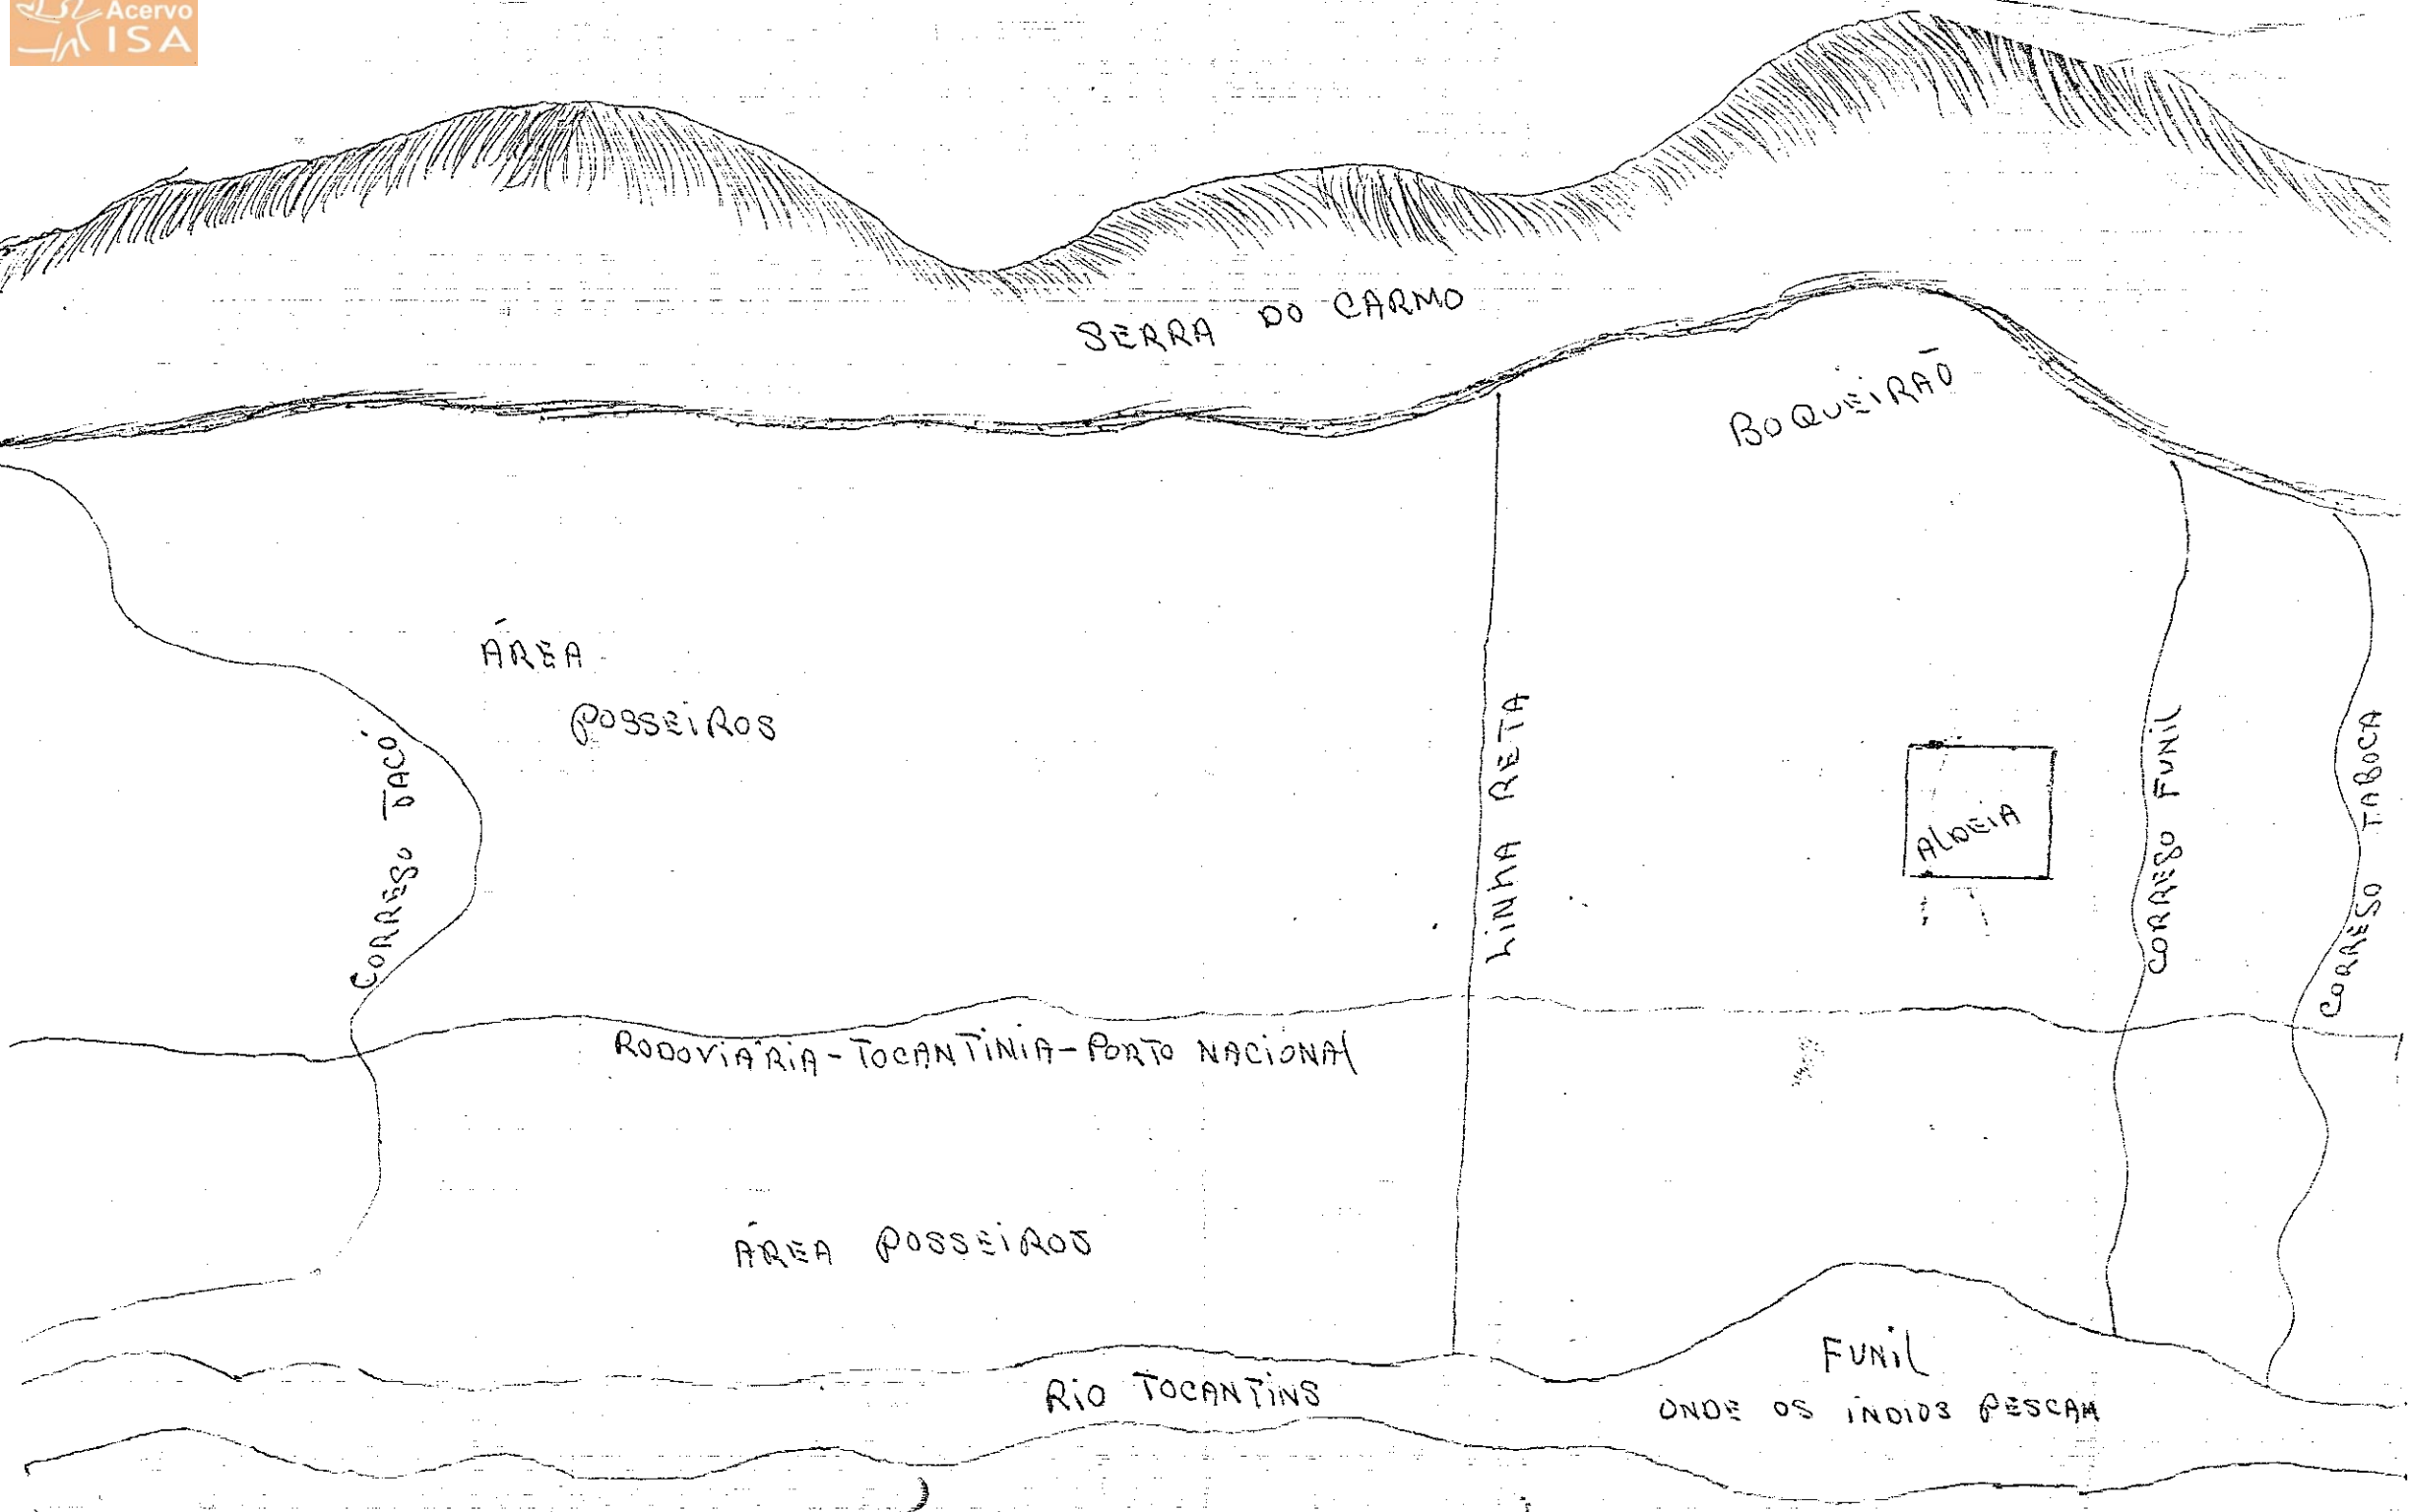 Acervo
ISA
SERRA DO CARMO
BOQUEIRÃO
ÁREA
POSSEIROS
CORREGO JACÓ
LINHA RETA
ALDEIA
CORREGO FUNIL
CORREGO TABOCA
RODOVIÁRIA-TOCANTINIA-PORTO NACIONAL
ÁREA POSSEIROS
FUNIL
RIO TOCANTINS
ONDE OS INDIOS PESCAM